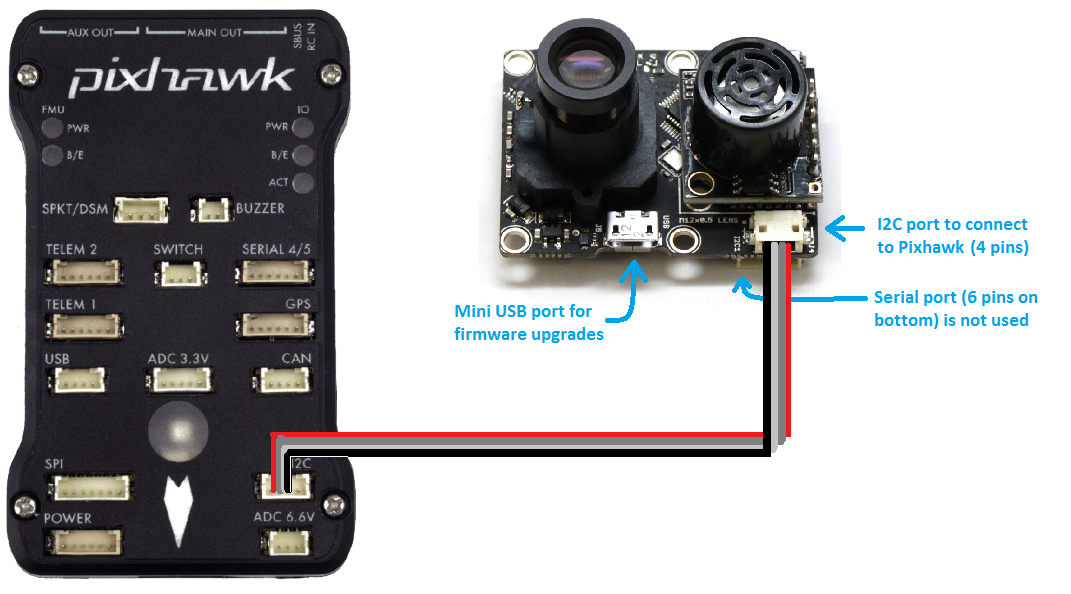 AUX OUT
MAIN OUT
SBUS
RC IN
pixhawk
FMU
IO
PWR
PWR
B/E
B/E
ACT
SPKT/DSM
BUZZER
TELEM 2
SWITCH
SERIAL 4/5
TELEM 1
GPS
USB
ADC 3.3V
CAN
SPI
I2C
POWER
ADC 6.6V
M12x0.5 LENS
USB
I2C port to connect
to Pixhawk (4 pins)
Mini USB port for
firmware upgrades
Serial port (6 pins on
bottom) is not used